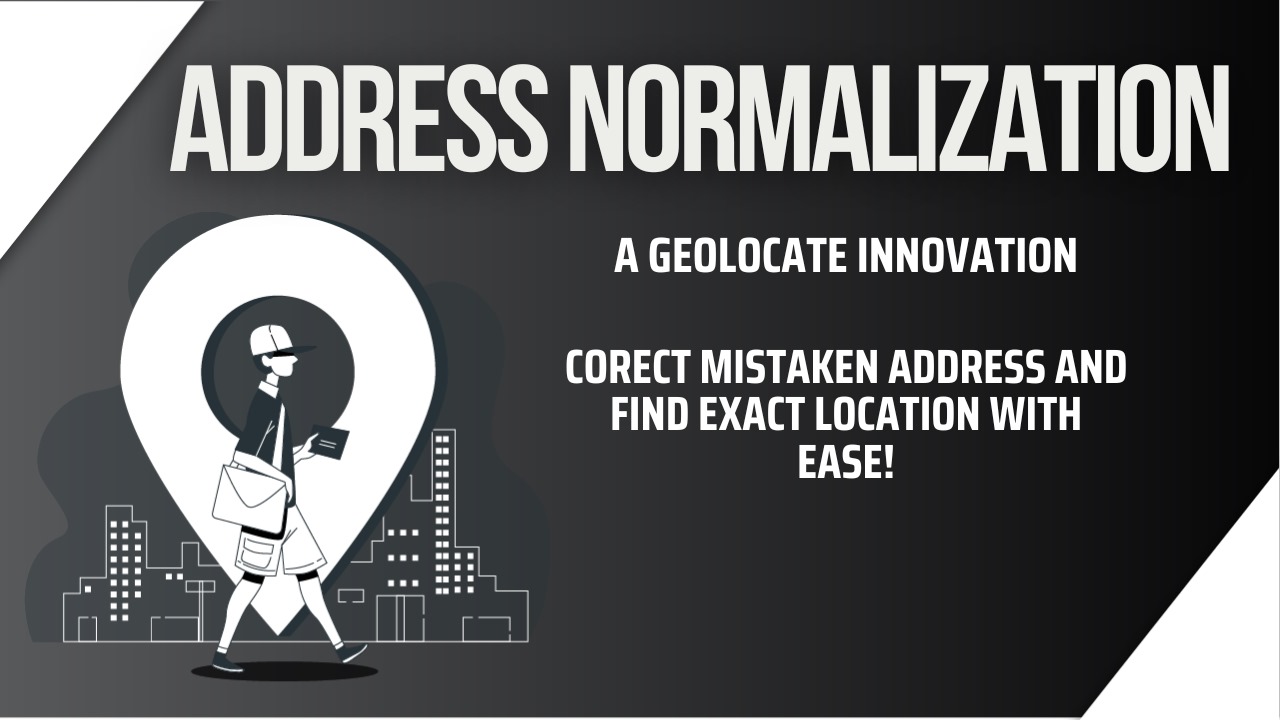 ADDRESS NORMALIZATION
A GEOLOCATE INNOVATION
CORECT MISTAKEN ADDRESS AND
FIND EXACT LOCATION WITH
EASE!